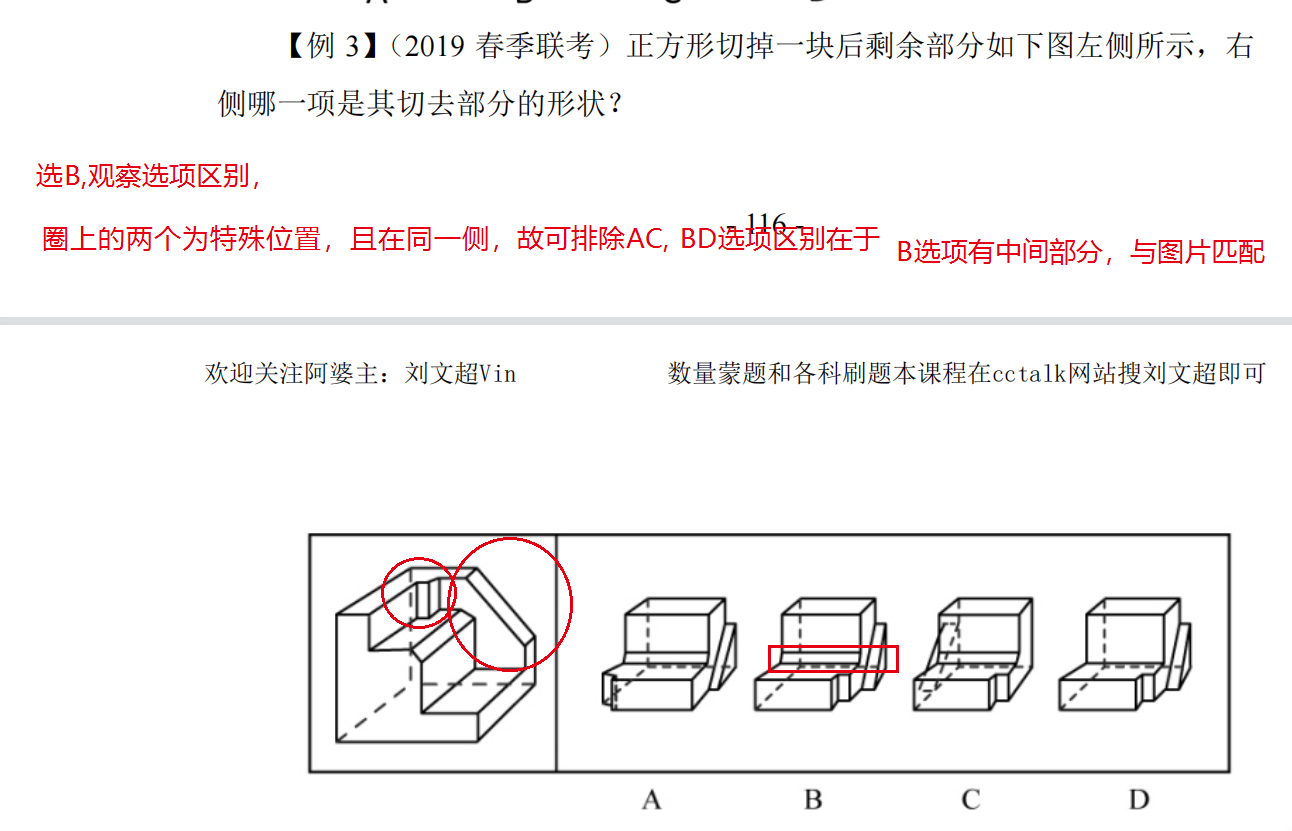 【例 3】（2019 春季联考）正方形切掉一块后剩余部分如下图左侧所示，右
侧哪一项是其切去部分的形状？
选B,观察选项区别，
- 116 -
圈上的两个为特殊位置，且在同一侧，故可排除AC, BD选项区别在于
B选项有中间部分，与图片匹配
欢迎关注阿婆主：刘文超Vin
数量蒙题和各科刷题本课程在cctalk网站搜刘文超即可
A B C D